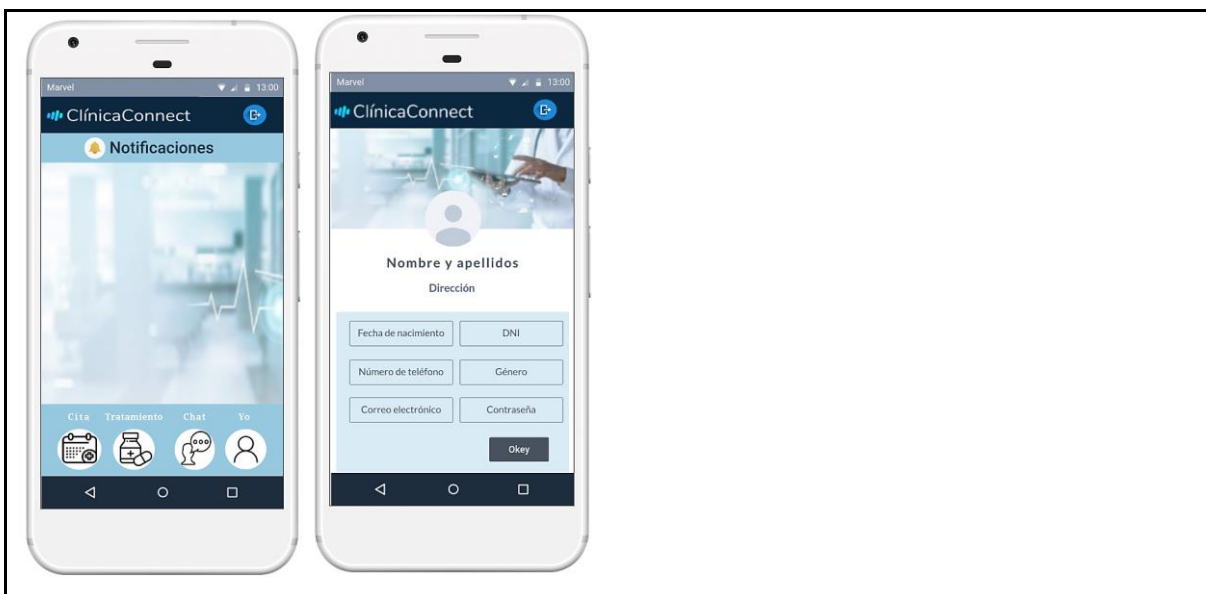 Marvel 13:00
ClínicaConnect
Notificaciones
Cita Tratamiento Chat Yo
Marvel 13:00
ClínicaConnect
Nombre y apellidos
Dirección
Fecha de nacimiento DNI
Número de teléfono Género
Correo electrónico Contraseña
Okey